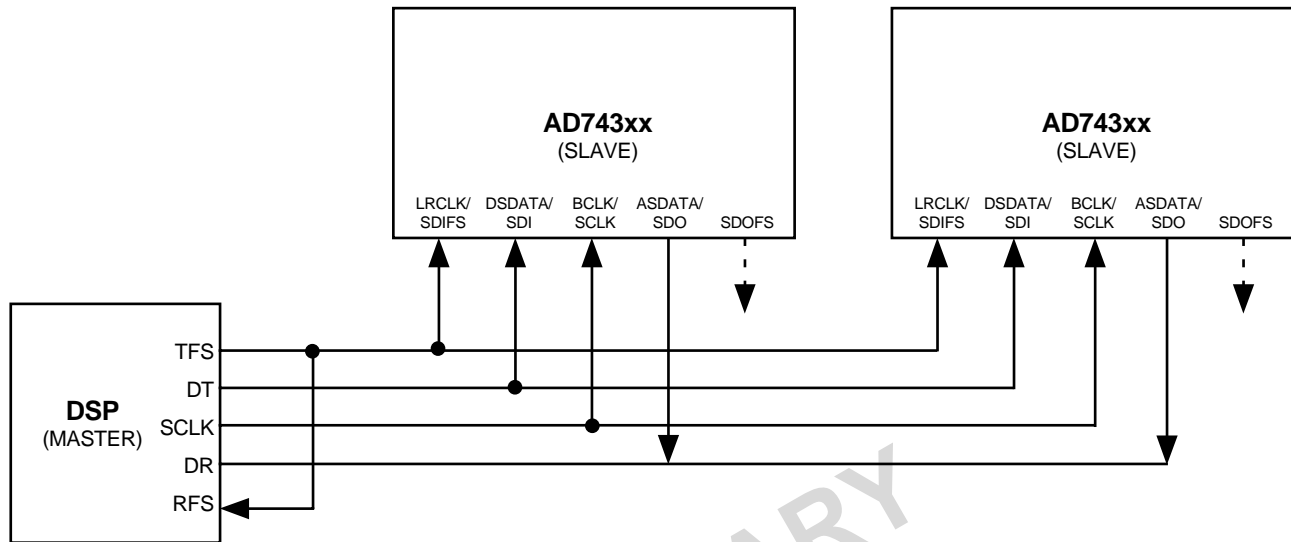 AD743xx
(SLAVE)
LRCLK/
SDIFS
DSDATA/
SDI
BCLK/
SCLK
ASDATA/
SDO
SDOFS
AD743xx
(SLAVE)
LRCLK/
SDIFS
DSDATA/
SDI
BCLK/
SCLK
ASDATA/
SDO
SDOFS
DSP
(MASTER)
TFS
DT
SCLK
DR
RFS
ARY